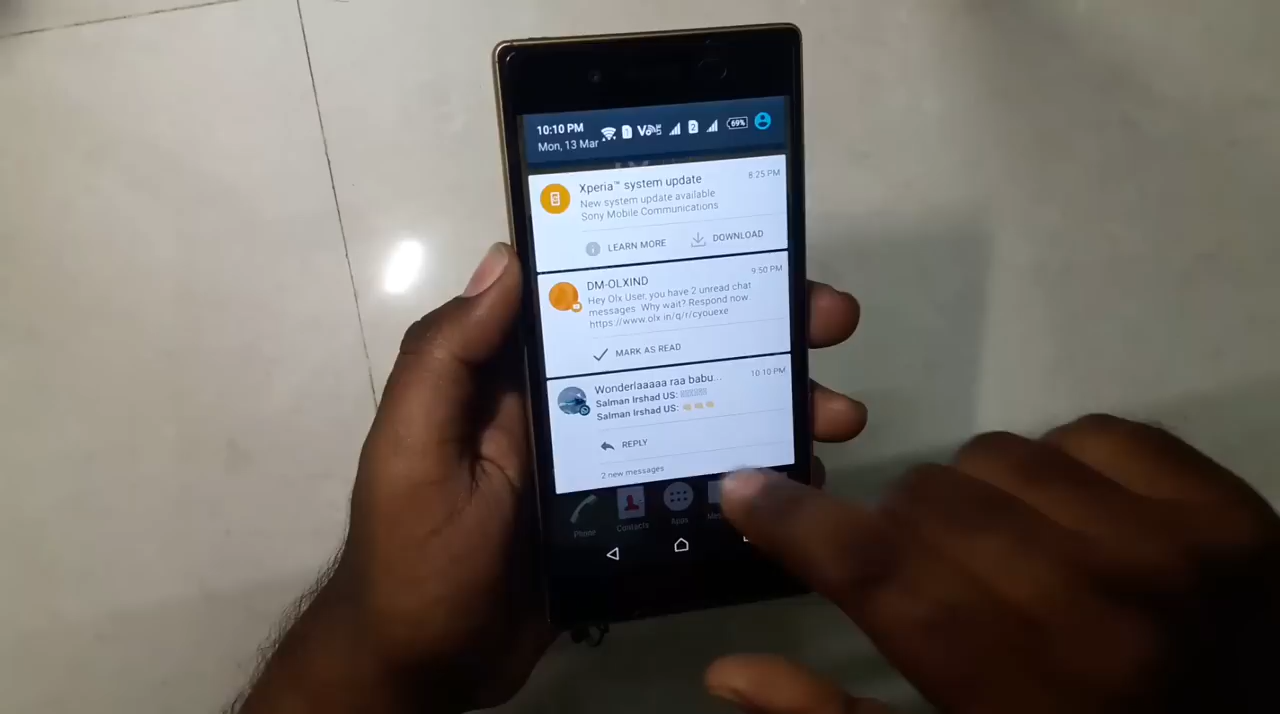 10:10 PM
Mon, 13 Mar
1
2
69%
Xperia™ system update
8:25 PM
New system update available
Sony Mobile Communications
LEARN MORE
DOWNLOAD
DM-OLXIND
9:50 PM
Hey Olx User, you have 2 unread chat
messages. Why wait? Respond now
https://www.olx.in/q/r/cyouexe
MARK AS READ
Wonderlaaaaa raa babu...
10:10 PM
Salman Irshad US:
Salman Irshad US: 
REPLY
2 new messages
Phone
Contacts
Apps